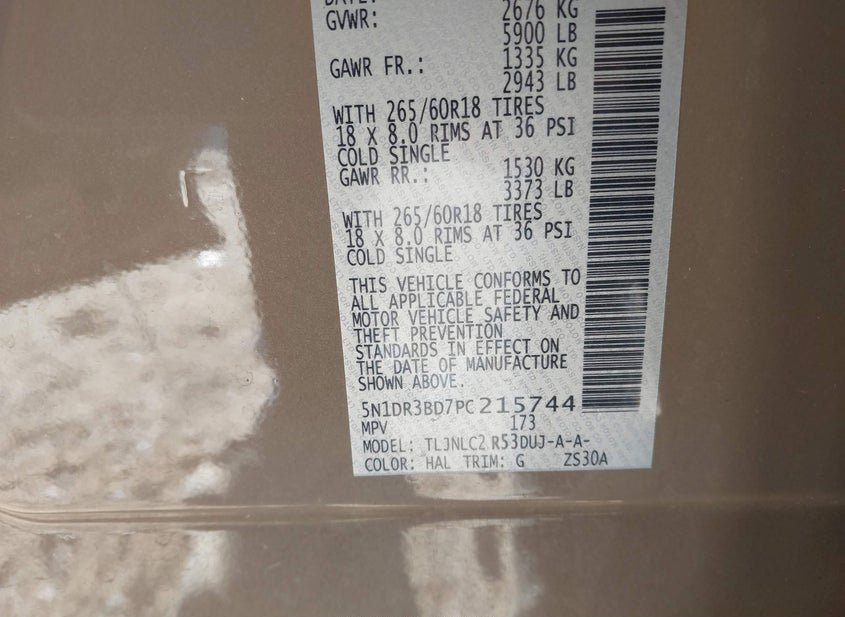 GVWR: 2676 KG
5900 LB
GAWR FR.: 1335 KG
2943 LB
WITH 265/60R18 TIRES
18 X 8.0 RIMS AT 36 PSI
COLD SINGLE
GAWR RR.: 1530 KG
3373 LB
WITH 265/60R18 TIRES
18 X 8.0 RIMS AT 36 PSI
COLD SINGLE
THIS VEHICLE CONFORMS TO
ALL APPLICABLE FEDERAL
MOTOR VEHICLE SAFETY AND
THEFT PREVENTION
STANDARDS IN EFFECT ON
THE DATE OF MANUFACTURE
SHOWN ABOVE.
5N1DR3BD7PC215744
MPV 173
MODEL: TLJNLC2 R53DUJ-A-A-
COLOR: HAL TRIM: G ZS30A